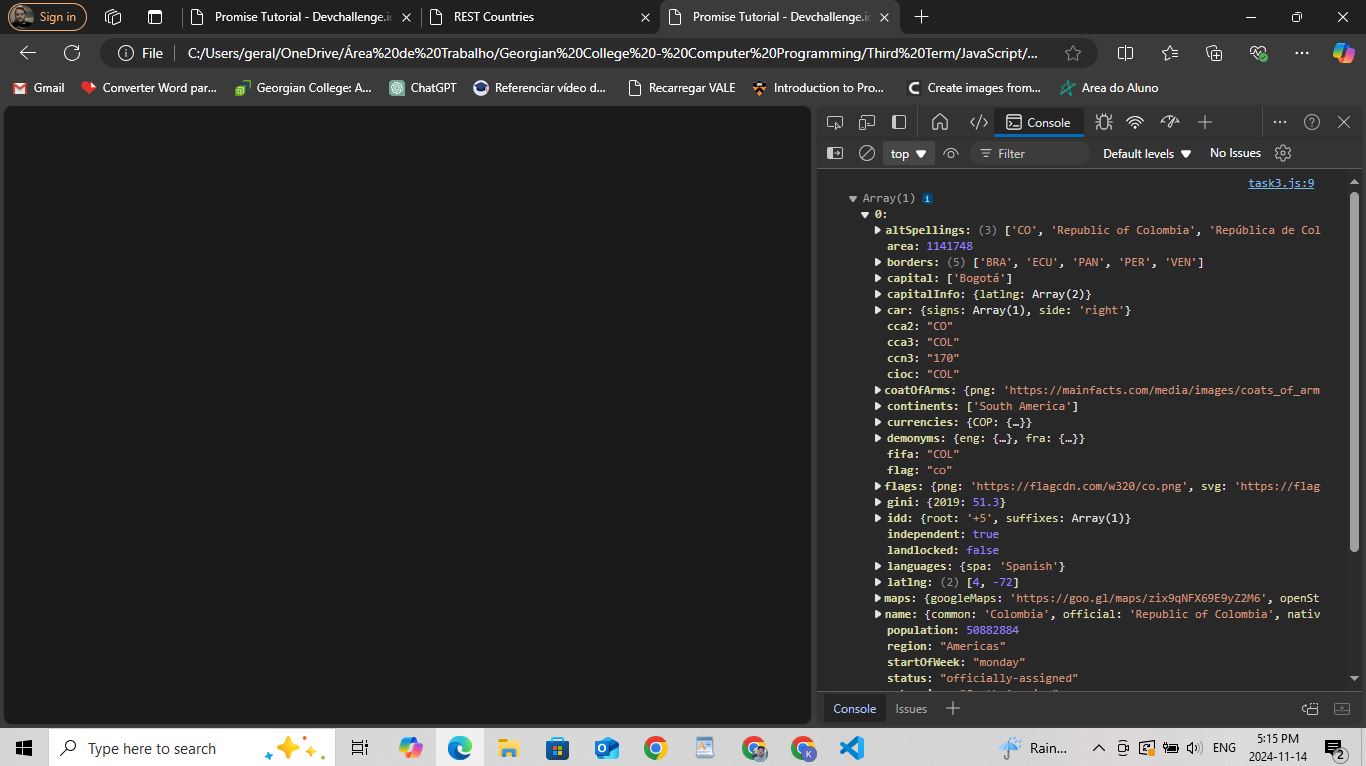 Sign in
Promise Tutorial - Devchallenge.io
REST Countries
Promise Tutorial - Devchallenge.io
File
C:/Users/geral/OneDrive/Área%20de%20Trabalho/Georgian%20College%20-%20Computer%20Programming/Third%20Term/JavaScript/...
Gmail
Converter Word par...
Georgian College: A...
ChatGPT
Referenciar vídeo d...
Recarregar VALE
Introduction to Pro...
Create images from...
Area do Aluno
Console
top
Filter
Default levels
No Issues
task3.js:9
Array(1) i
0:
altSpellings: (3) ['CO', 'Republic of Colombia', 'República de Col
area: 1141748
borders: (5) ['BRA', 'ECU', 'PAN', 'PER', 'VEN']
capital: ['Bogotá']
capitalInfo: {latlng: Array(2)}
car: {signs: Array(1), side: 'right'}
cca2: "CO"
cca3: "COL"
ccn3: "170"
cioc: "COL"
coatOfArms: {png: 'https://mainfacts.com/media/images/coats_of_arm
continents: ['South America']
currencies: {COP: {…}}
demonyms: {eng: {…}, fra: {…}}
fifa: "COL"
flag: "co"
flags: {png: 'https://flagcdn.com/w320/co.png', svg: 'https://flag
gini: {2019: 51.3}
idd: {root: '+5', suffixes: Array(1)}
independent: true
landlocked: false
languages: {spa: 'Spanish'}
latlng: (2) [4, -72]
maps: {googleMaps: 'https://goo.gl/maps/zix9qNFX69E9yZ2M6', openSt
name: {common: 'Colombia', official: 'Republic of Colombia', nativ
population: 50882884
region: "Americas"
startOfWeek: "monday"
status: "officially-assigned"
Console
Issues
Type here to search
Rain...
ENG
5:15 PM
2024-11-14
2